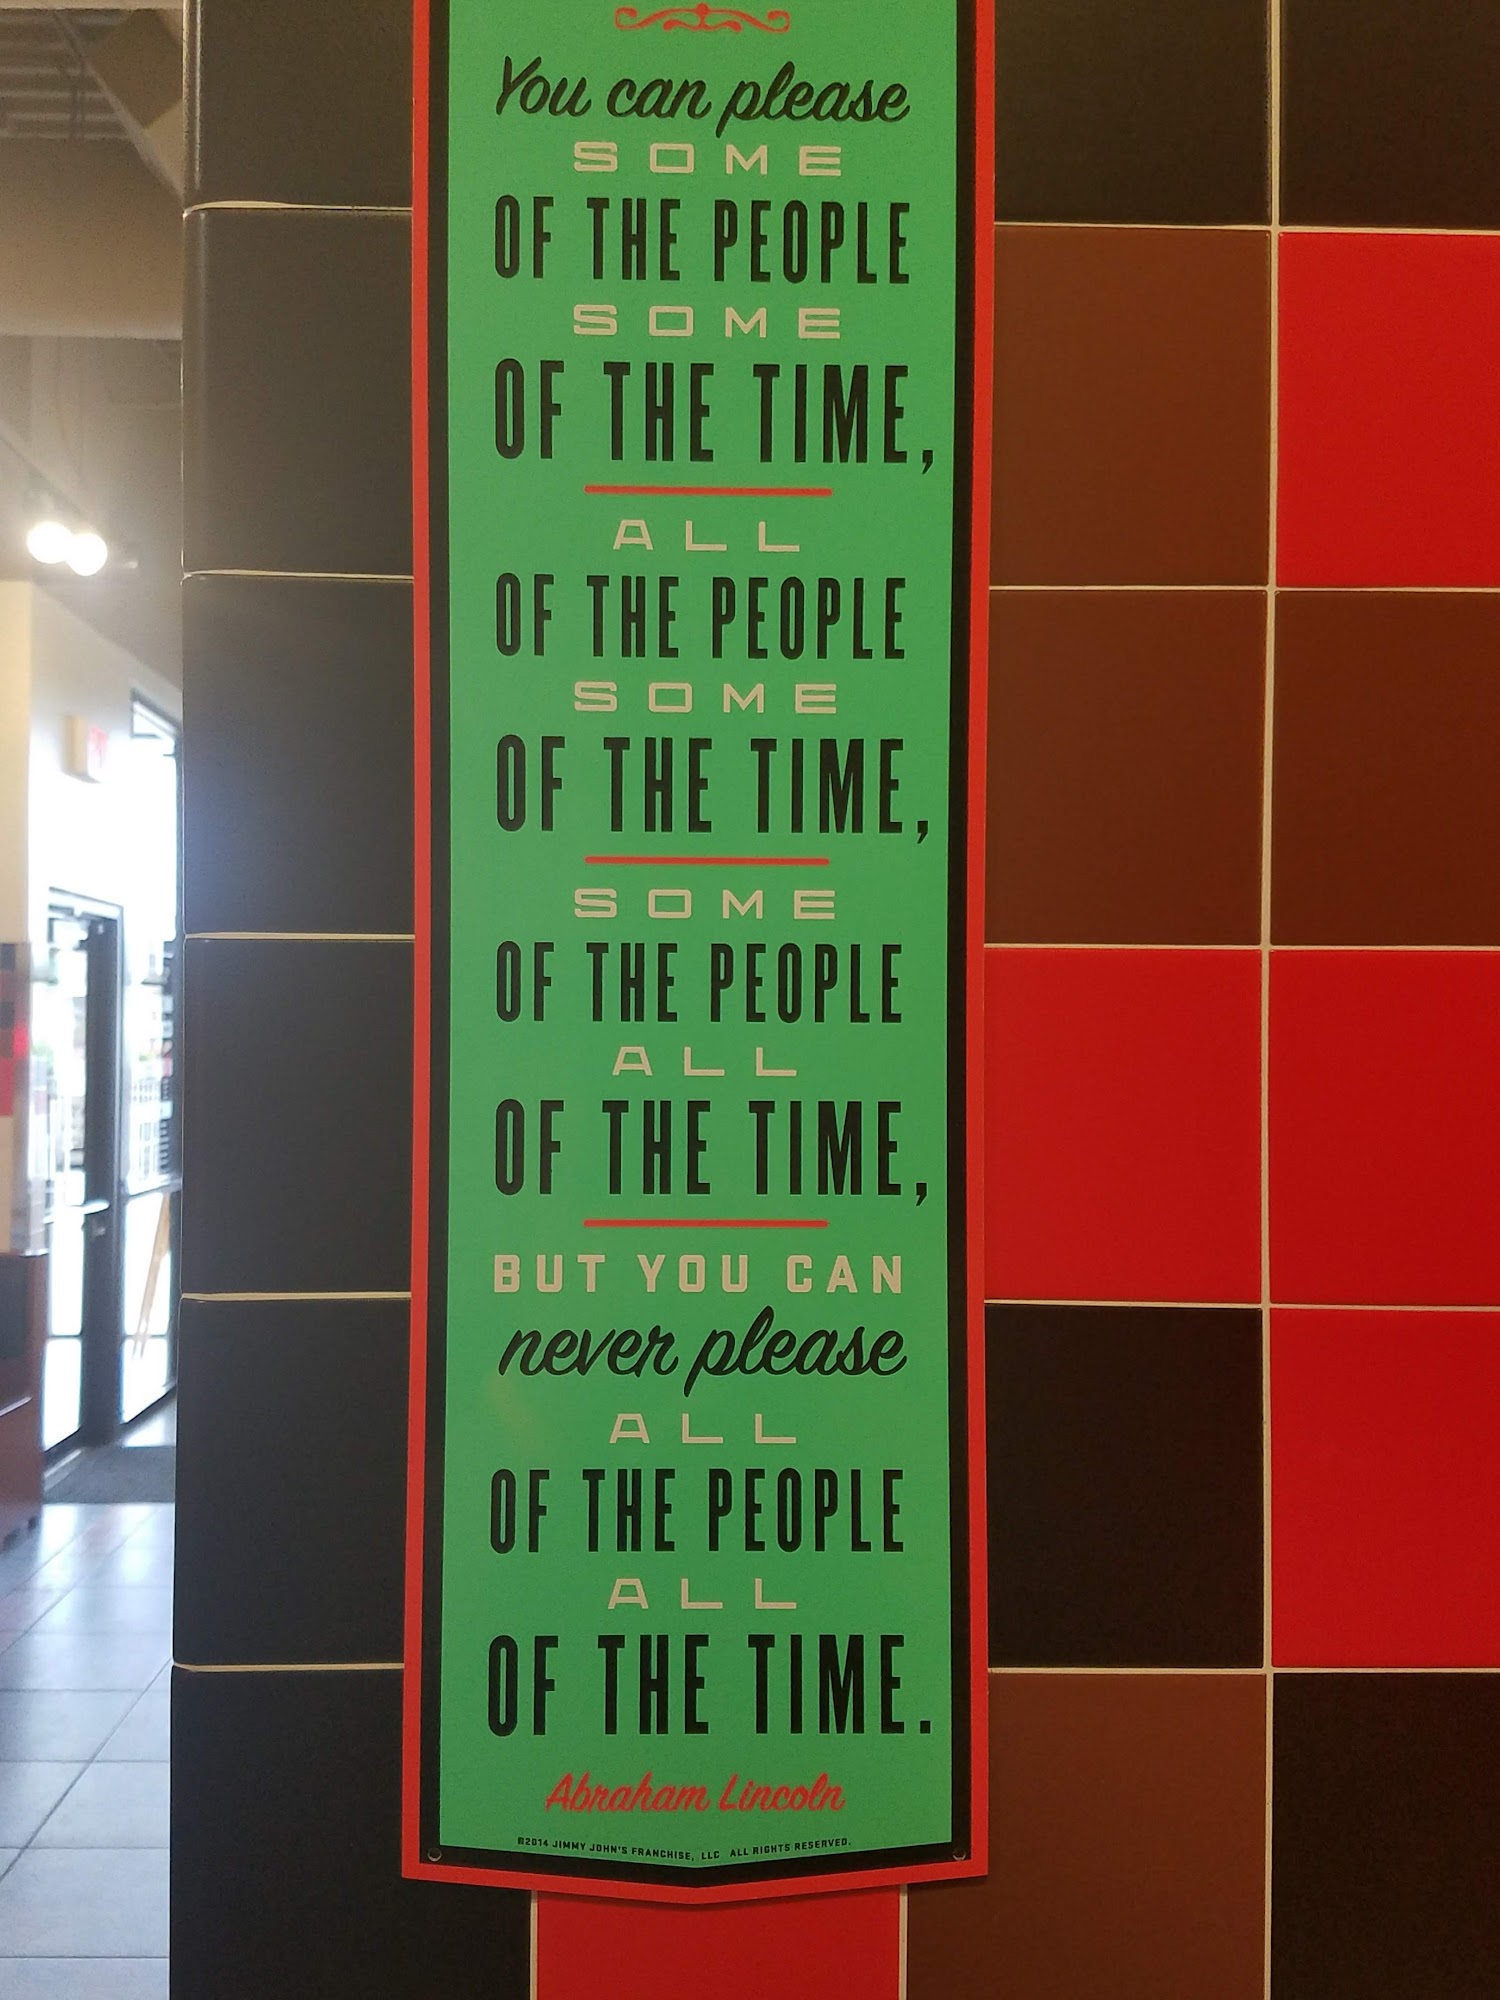 You can please
SOME
OF THE PEOPLE
SOME
OF THE TIME,
ALL
OF THE PEOPLE
SOME
OF THE TIME,
SOME
OF THE PEOPLE
ALL
OF THE TIME,
BUT YOU CAN
never please
ALL
OF THE PEOPLE
ALL
OF THE TIME.
Abraham Lincoln
©2014 JIMMY JOHN'S FRANCHISE, LLC ALL RIGHTS RESERVED.